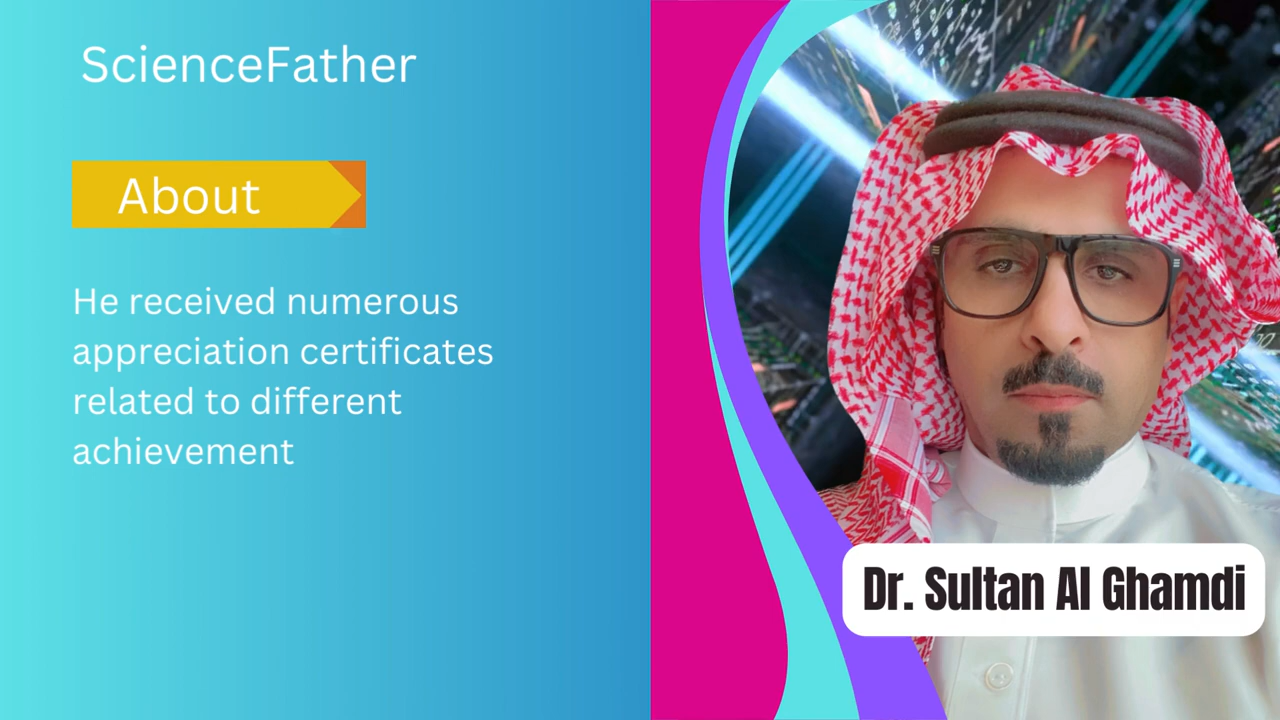 ScienceFather
About
He received numerous
appreciation certificates
related to different
achievement
Dr. Sultan Al Ghamdi